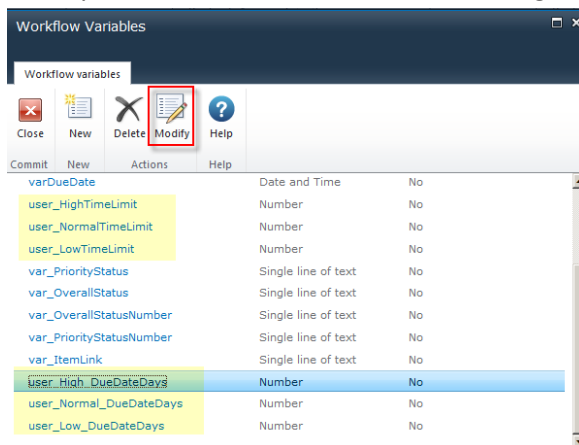 Workflow Variables
Workflow variables
Close New Delete Modify Help
Commit New Actions Help
varDueDate Date and Time No
user_HighTimeLimit Number No
user_NormalTimeLimit Number No
user_LowTimeLimit Number No
var_PriorityStatus Single line of text No
var_OverallStatus Single line of text No
var_OverallStatusNumber Single line of text No
var_PriorityStatusNumber Single line of text No
var_ItemLink Single line of text No
user_High_DueDateDays Number No
user_Normal_DueDateDays Number No
user_Low_DueDateDays Number No